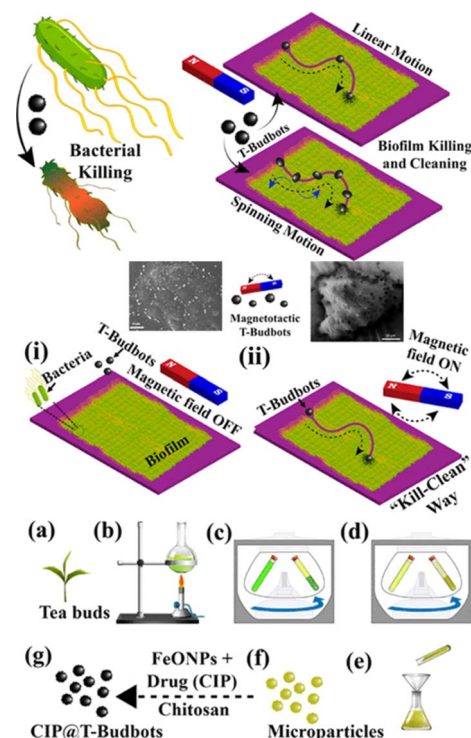 Bacterial
Killing
N
S
T-Budbots
Linear Motion
Spinning Motion
Biofilm Killing
and Cleaning
N
S
Magnetotactic
T-Budbots
(i)
Bacteria
T-Budbots
N
S
Magnetic
field OFF
Biofilm
(ii)
T-Budbots
Magnetic
field ON
N
S
“Kill-Clean”
Way
(a)
Tea buds
(b)
(c)
(d)
(g)
CIP@T-Budbots
FeONPs +
Drug (CIP)
Chitosan
(f)
Microparticles
(e)